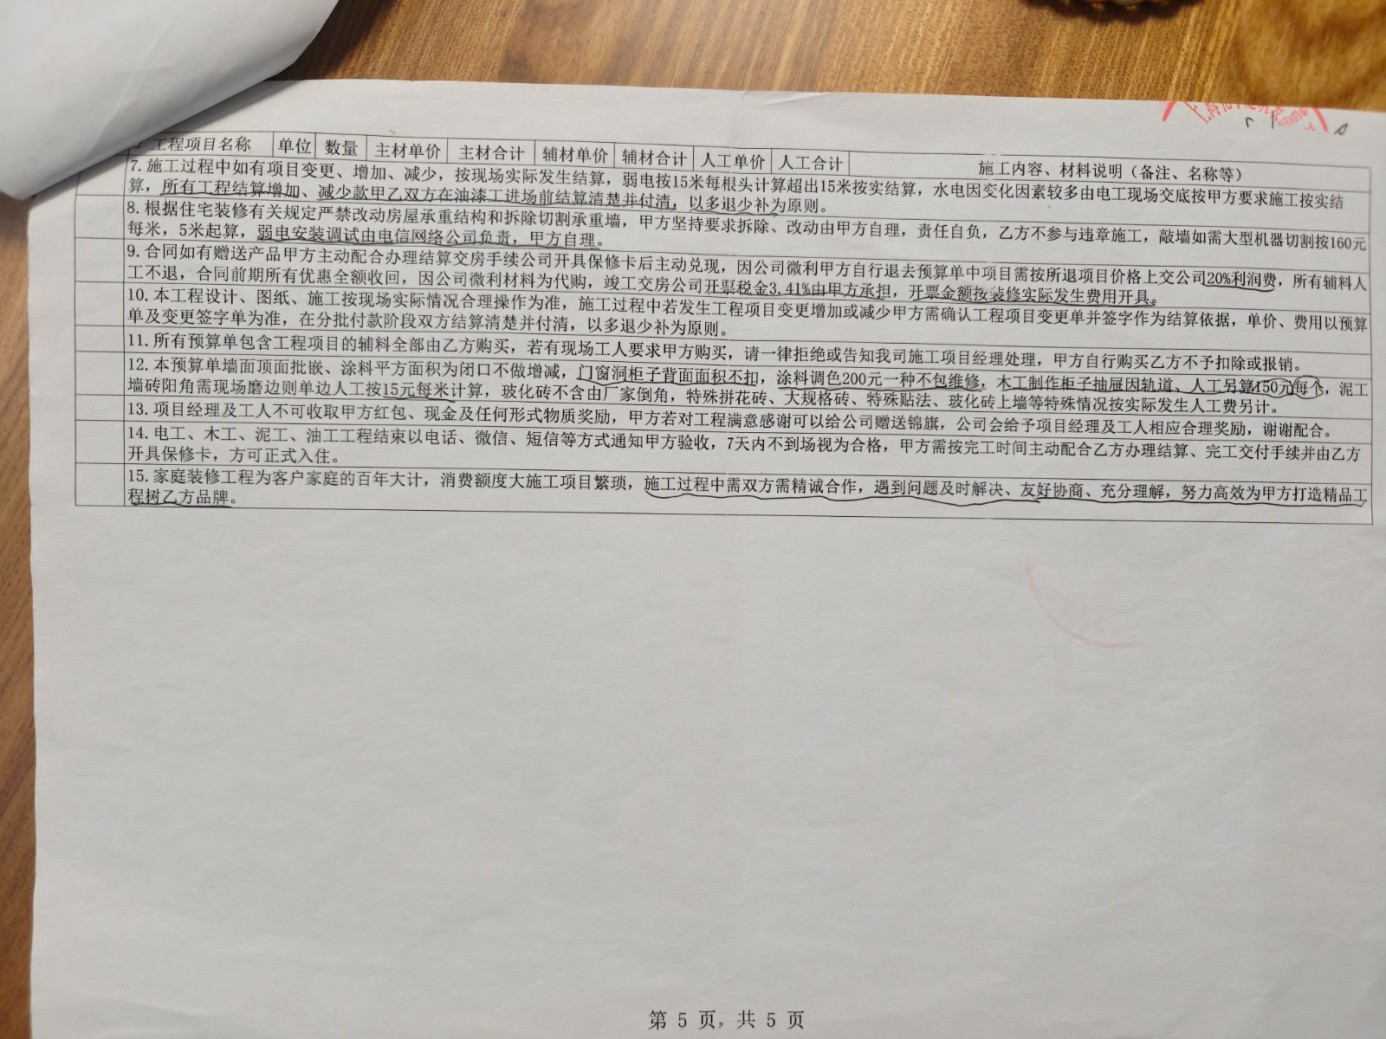 工程项目名称 单位 数量 主材单价 主材合计 辅材单价 辅材合计 人工单价 人工合计 施工内容、材料说明（备注、名称等）
7. 施工过程中如有项目变更、增加、减少，按现场实际发生结算，弱电按15米每根头计算超出15米按实结算，水电因变化因素较多由电工现场交底按甲方要求施工按实结
算，所有工程结算增加、减少款甲乙双方在油漆工进场前结算清楚并付清，以多退少补为原则。
8. 根据住宅装修有关规定严禁改动房屋承重结构和拆除切割承重墙，甲方坚持要求拆除、改动由甲方自理，责任自负，乙方不参与违章施工，敲墙如需大型机器切割按160元
每米，5米起算，弱电安装调试由电信网络公司负责，甲方自理。
9. 合同如有赠送产品甲方主动配合办理结算交房手续公司开具保修卡后主动兑现，因公司微利甲方自行退去预算单中项目需按所退项目价格上交公司20%利润费，所有辅料人
工不退，合同前期所有优惠全额收回，因公司微利材料为代购，竣工交房公司开票税金3.41%由甲方承担，开票金额按装修实际发生费用开具。
10. 本工程设计、图纸、施工按现场实际情况合理操作为准，施工过程中若发生工程项目变更增加或减少甲方需确认工程项目变更单并签字作为结算依据，单价、费用以预算
单及变更签字单为准，在分批付款阶段双方结算清楚并付清，以多退少补为原则。
11. 所有预算单包含工程项目的辅料全部由乙方购买，若有现场工人要求甲方购买，请一律拒绝或告知我司施工项目经理处理，甲方自行购买乙方不予扣除或报销。
12. 本预算单墙面顶面批嵌、涂料平方面积为闭口不做增减，门窗洞柜子背面面积不扣，涂料调色200元一种不包维修，木工制作柜子抽屉因轨道、人工另算150元每个，泥工
墙砖阳角需现场磨边则单边人工按15元每米计算，玻化砖不含由厂家倒角，特殊拼花砖、大规格砖、特殊贴法、玻化砖上墙等特殊情况按实际发生人工费另计。
13. 项目经理及工人不可收取甲方红包、现金及任何形式物质奖励，甲方若对工程满意感谢可以给公司赠送锦旗，公司会给予项目经理及工人相应合理奖励，谢谢配合。
14. 电工、木工、泥工、油工工程结束以电话、微信、短信等方式通知甲方验收，7天内不到场视为合格，甲方需按完工时间主动配合乙方办理结算、完工交付手续并由乙方
开具保修卡，方可正式入住。
15. 家庭装修工程为客户家庭的百年大计，消费额度大施工项目繁琐，施工过程中需双方需精诚合作，遇到问题及时解决、友好协商、充分理解，努力高效为甲方打造精品工
程树乙方品牌。
第 5 页，共 5 页